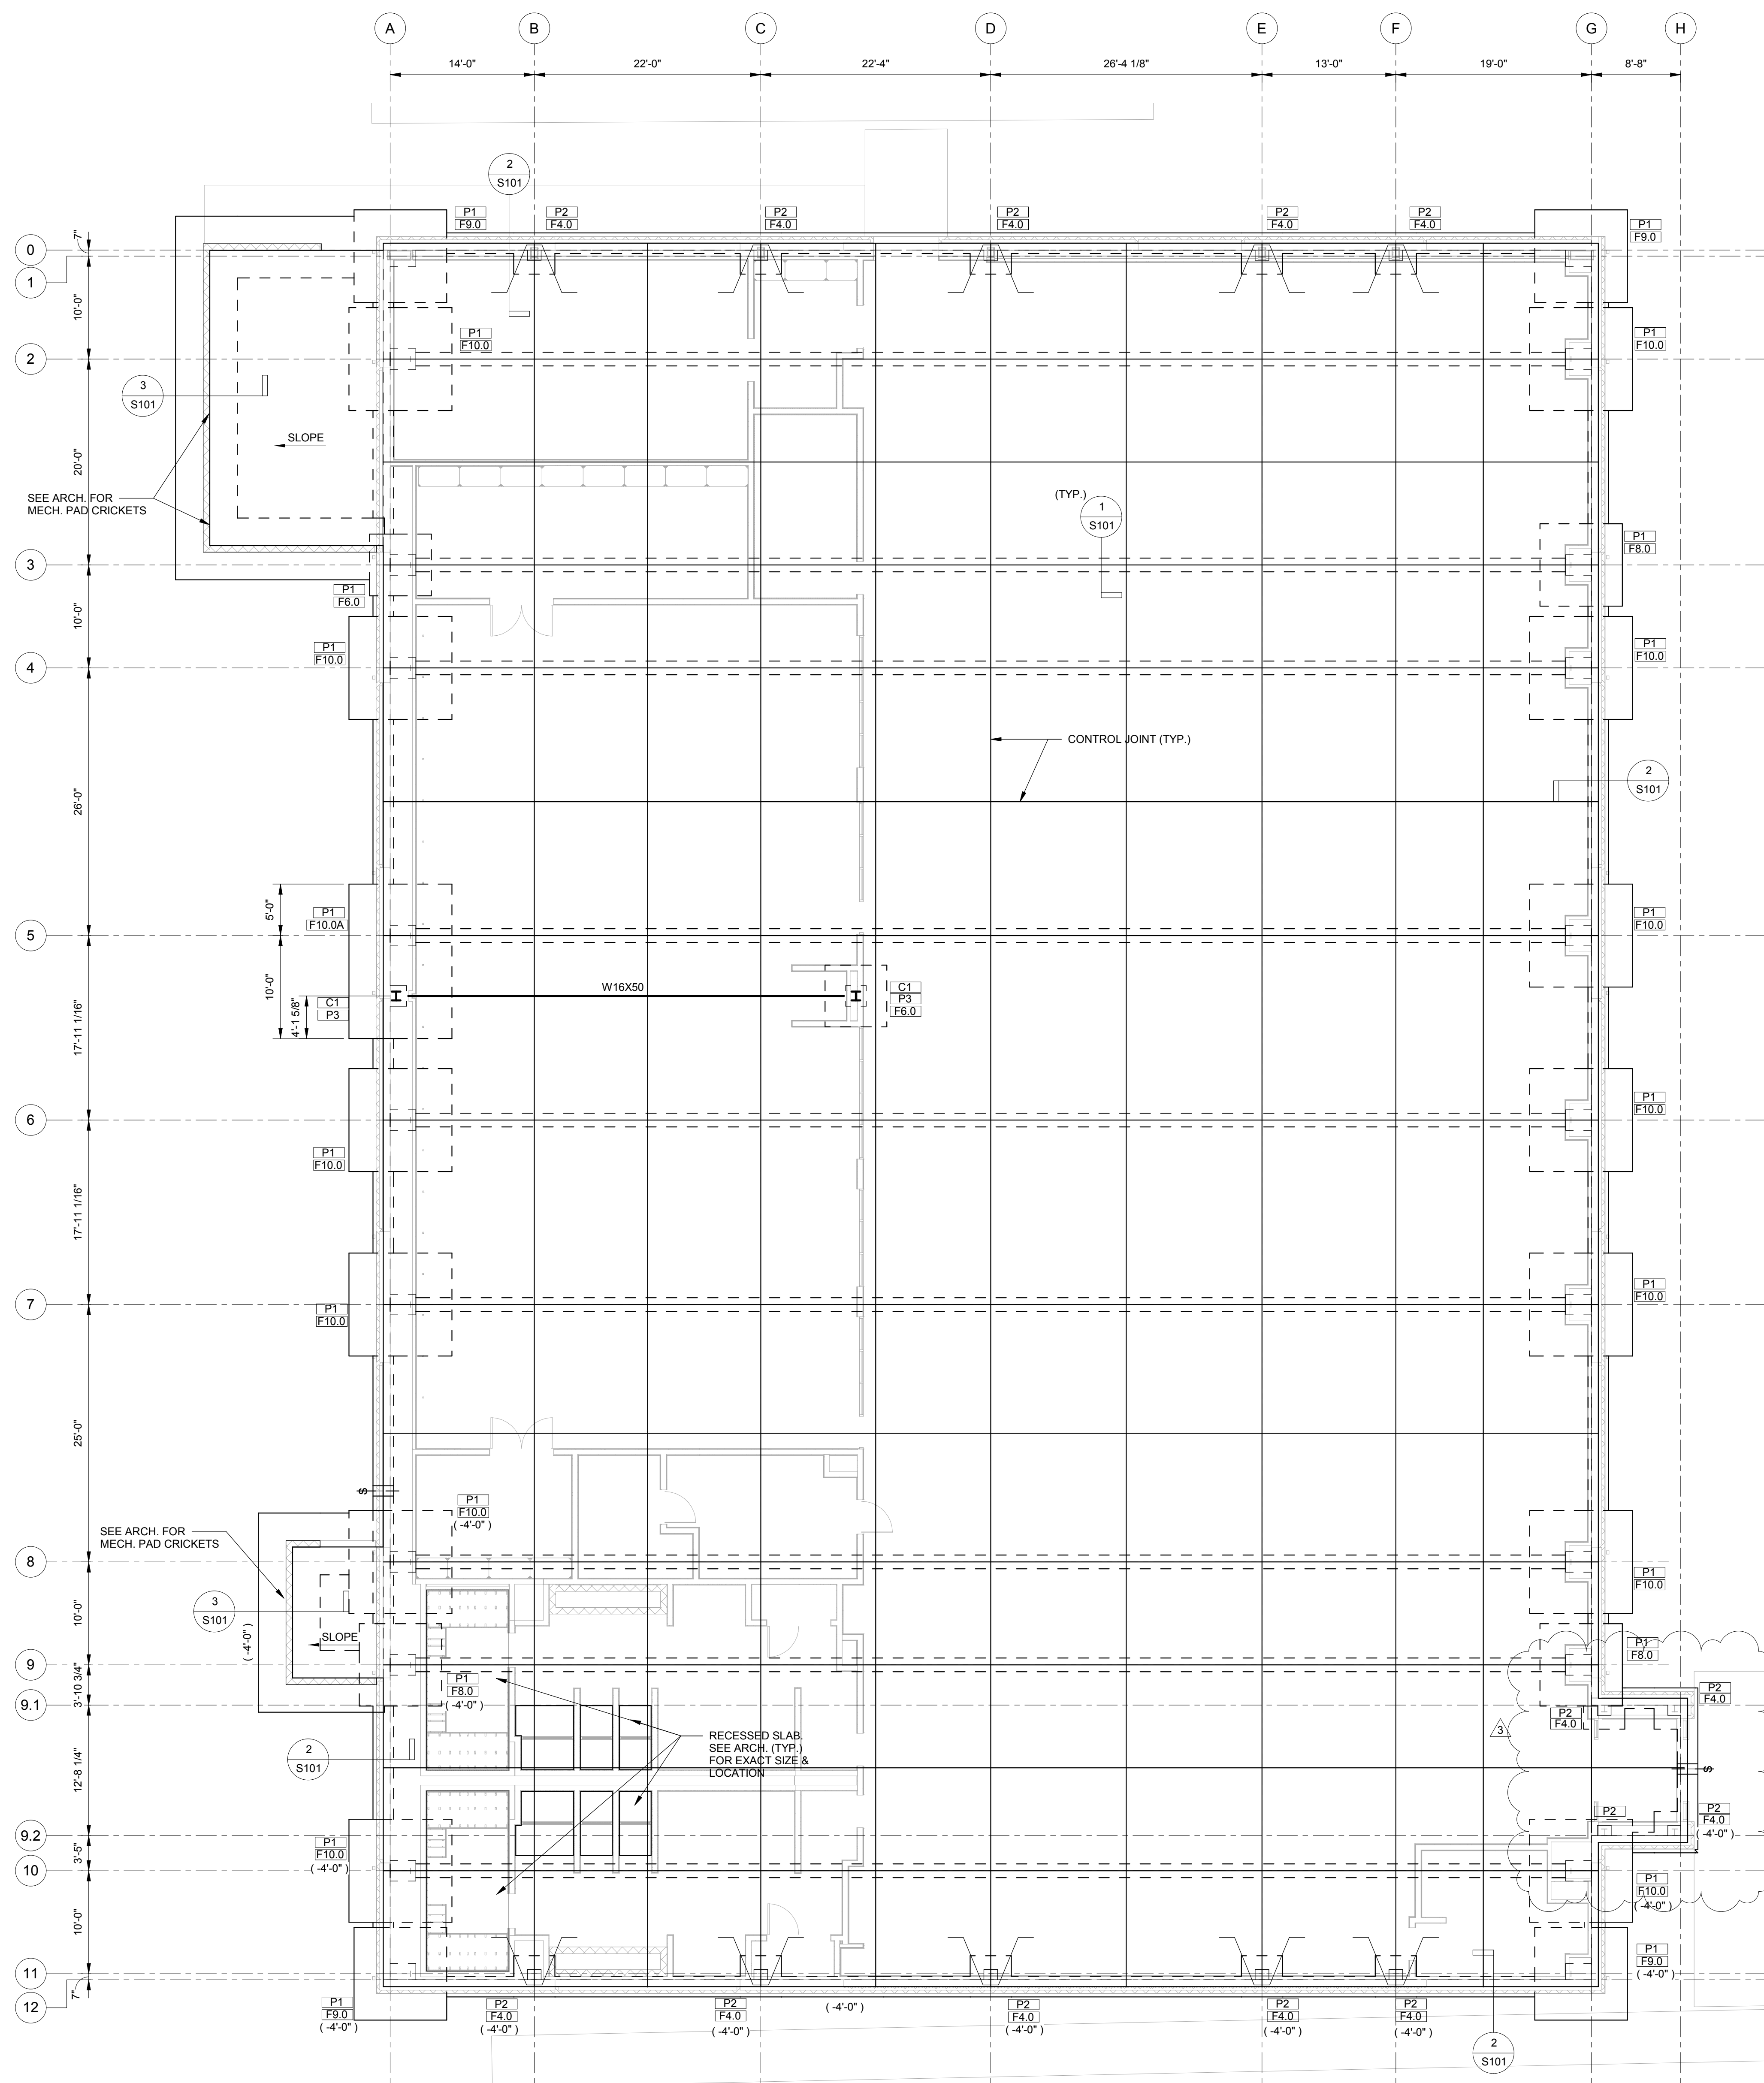 A
B
C
D
E
F
G
H
14'-0"
22'-0"
22'-4"
26'-4 1/8"
13'-0"
19'-0"
8'-8"
2
S101
P1
F9.0
P2
F4.0
P2
F4.0
P2
F4.0
P2
F4.0
P2
F4.0
P1
F9.0
0
7"
1
10'-0"
P1
F10.0
P1
F10.0
2
3
S101
SLOPE
20'-0"
SEE ARCH. FOR
MECH. PAD CRICKETS
(TYP.)
1
S101
P1
F8.0
3
P1
F6.0
10'-0"
P1
F10.0
P1
F10.0
4
CONTROL JOINT (TYP.)
2
S101
26'-0"
5'-0"
P1
F10.0A
P1
F10.0
5
10'-0"
4'-1 5/8"
C1
P3
W16X50
C1
P3
F6.0
17'-11 1/16"
P1
F10.0
6
P1
F10.0
17'-11 1/16"
P1
F10.0
7
P1
F10.0
25'-0"
S
P1
F10.0
( -4'-0" )
SEE ARCH. FOR
MECH. PAD CRICKETS
8
P1
F10.0
3
S101
10'-0"
( -4'-0" )
SLOPE
P1
F8.0
9
P1
F8.0
( -4'-0" )
3'-10 3/4"
9.1
P2
F4.0
P2
F4.0
3
RECESSED SLAB.
SEE ARCH. (TYP.)
FOR EXACT SIZE &
LOCATION
2
S101
12'-8 1/4"
S
P2
P2
F4.0
( -4'-0" )
9.2
P1
F10.0
( -4'-0" )
3'-5"
10
P1
F10.0
( -4'-0" )
10'-0"
P1
F9.0
( -4'-0" )
11
7"
12
P1
F9.0
( -4'-0" )
P2
F4.0
( -4'-0" )
P2
F4.0
( -4'-0" )
( -4'-0" )
P2
F4.0
( -4'-0" )
P2
F4.0
( -4'-0" )
P2
F4.0
( -4'-0" )
2
S101